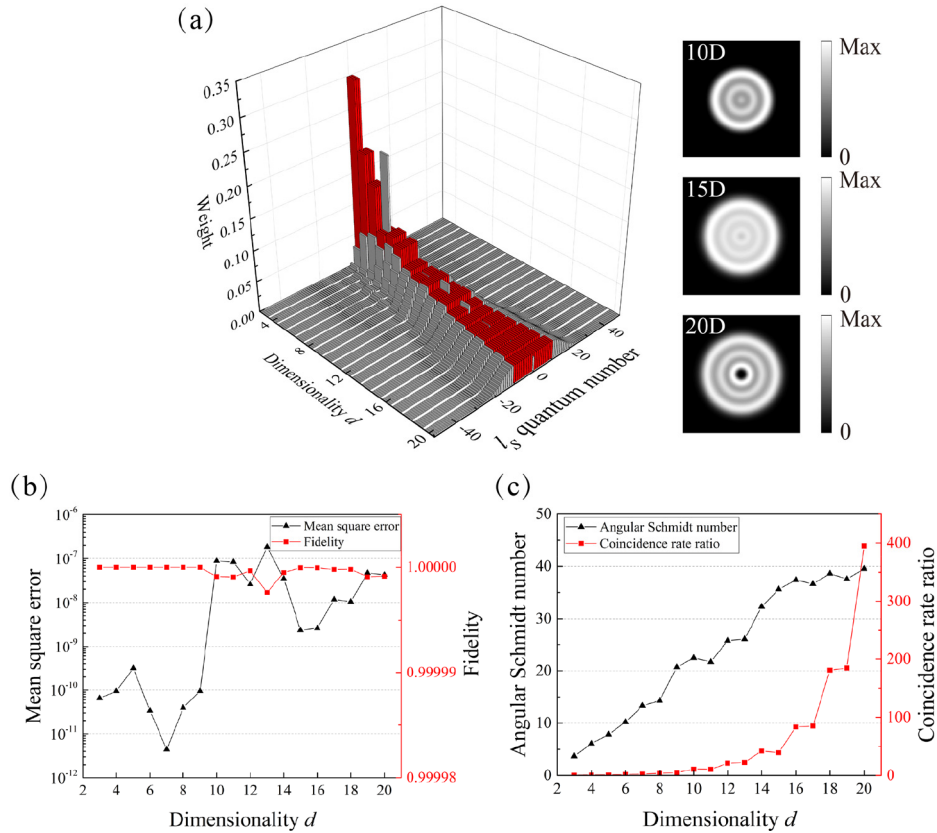 (a)
0.35
0.30
0.25
0.20
0.15
0.10
0.05
0.00
Weight
4
8
12
16
20
Dimensionality d
-40
-20
0
20
40
ls quantum number
10D
Max
0
15D
Max
0
20D
Max
0
(b)
10-6
10-7
10-8
10-9
10-10
10-11
10-12
Mean square error
Mean square error
Fidelity
1.00000
0.99999
0.99998
Fidelity
2 4 6 8 10 12 14 16 18 20
Dimensionality d
(c)
50
40
30
20
10
0
Angular Schmidt number
Angular Schmidt number
Coincidence rate ratio
400
300
200
100
0
Coincidence rate ratio
2 4 6 8 10 12 14 16 18 20
Dimensionality d